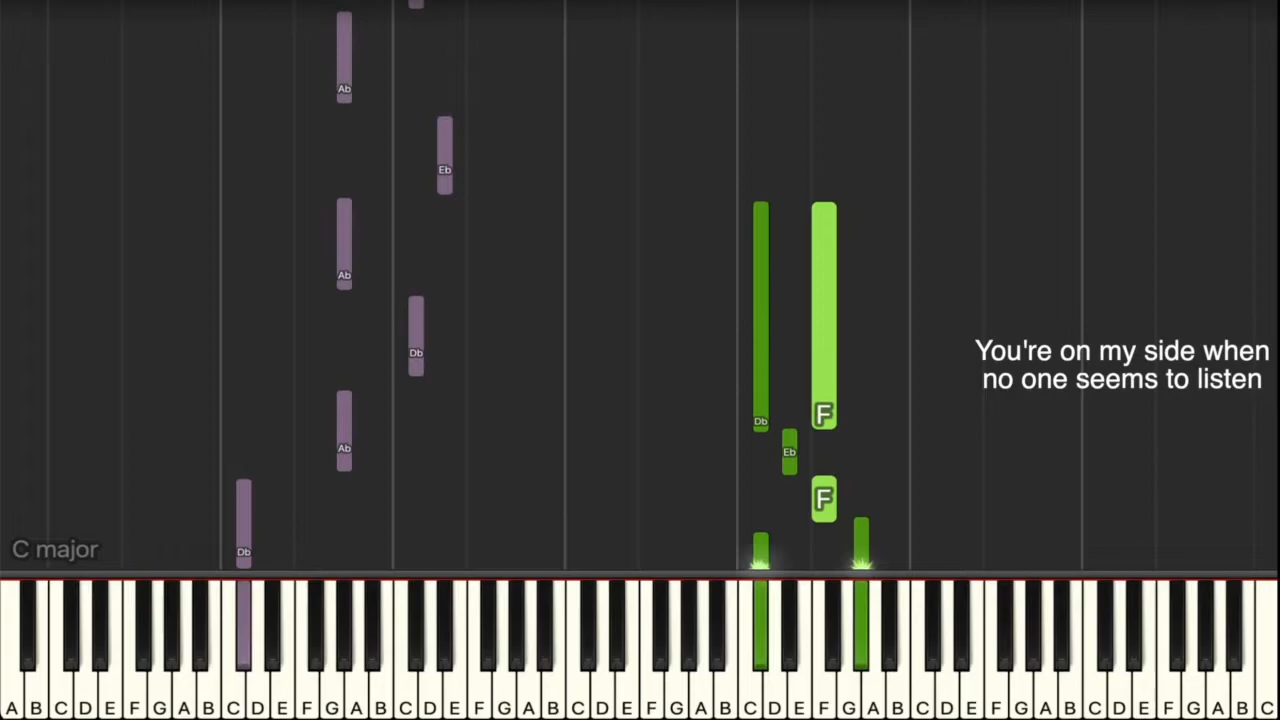 Ab
Eb
Ab
Db
Ab
Db
Db
F
Eb
F
You're on my side when
no one seems to listen
C major
A B C D E F G A B C D E F G A B C D E F G A B C D E F G A B C D E F G A B C D E F G A B C D E F G A B C